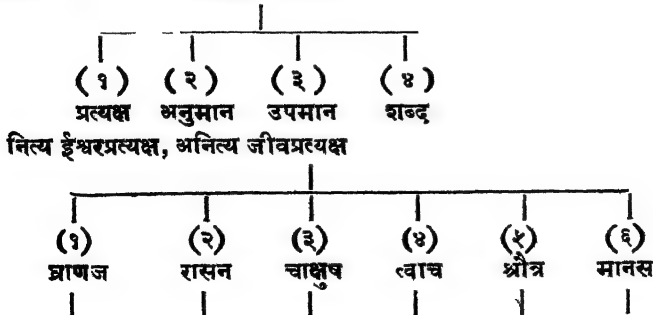 (१) (२) (३) (४)
प्रत्यक्ष अनुमान उपमान शब्द
नित्य ईश्वरप्रत्यक्ष, अनित्य जीवप्रत्यक्ष
(१) (२) (३) (४) (५) (६)
घ्राणज रासन चाक्षुष त्वाच श्रौत्र मानस